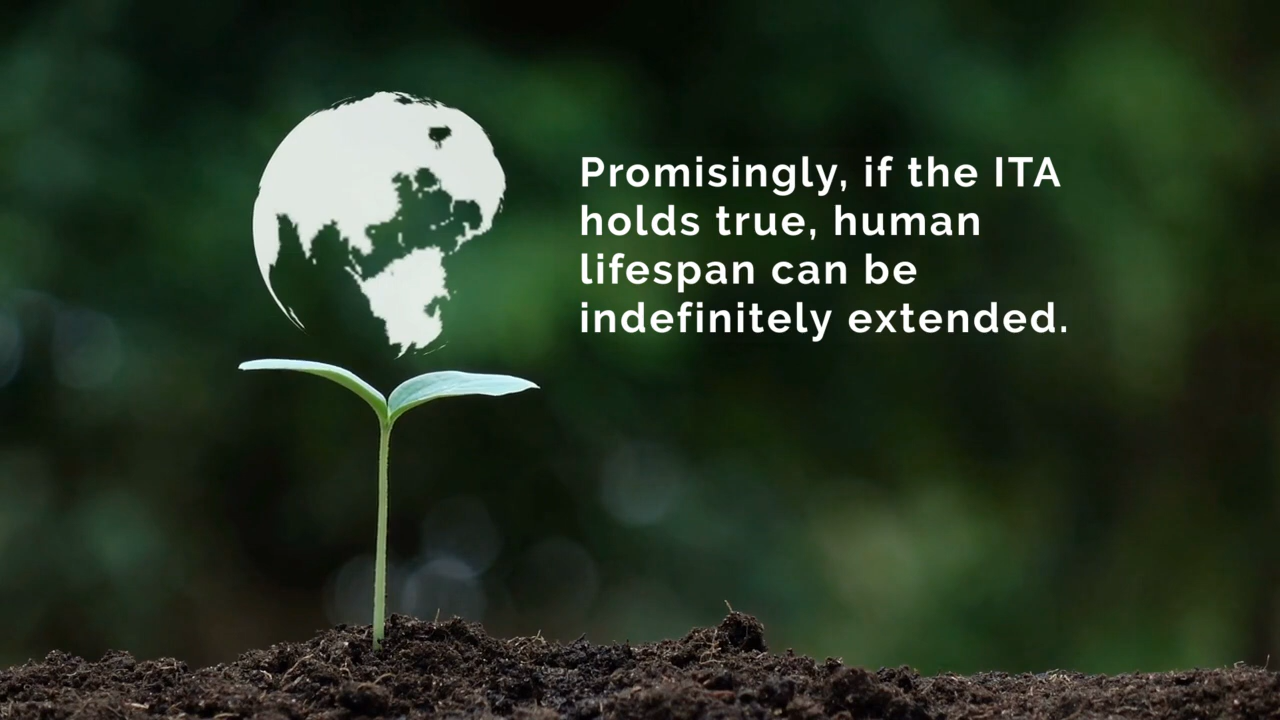 Promisingly, if the ITA
holds true, human
lifespan can be
indefinitely extended.